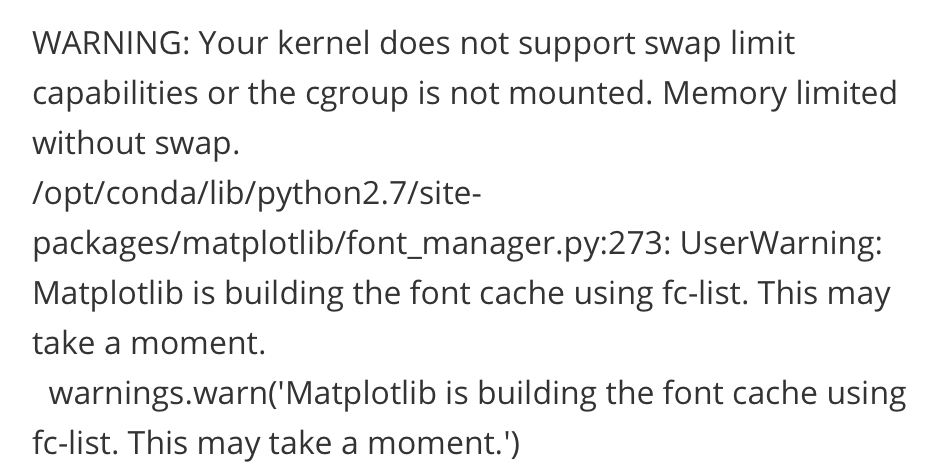 WARNING: Your kernel does not support swap limit
capabilities or the cgroup is not mounted. Memory limited
without swap.
/opt/conda/lib/python2.7/site-
packages/matplotlib/font_manager.py:273: UserWarning:
Matplotlib is building the font cache using fc-list. This may
take a moment.
  warnings.warn('Matplotlib is building the font cache using
fc-list. This may take a moment.')